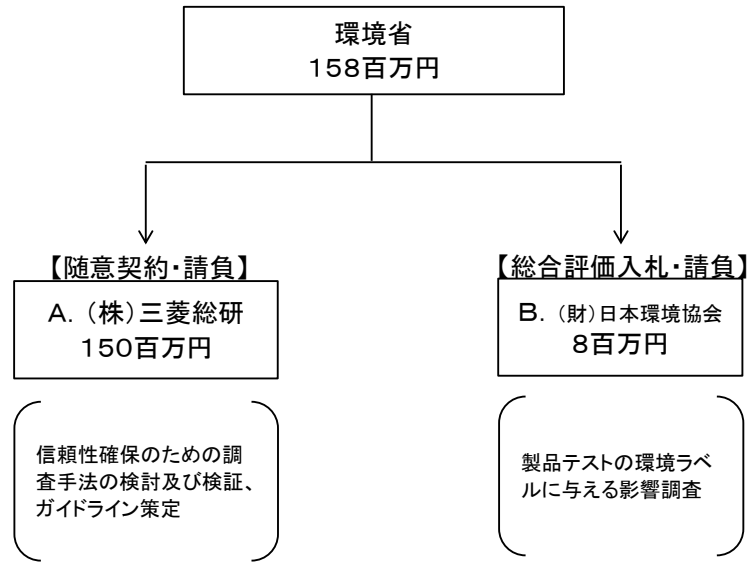 環境省
158百万円
【随意契約・請負】
A.（株）三菱総研
150百万円
信頼性確保のための調
査手法の検討及び検証、
ガイドライン策定
【総合評価入札・請負】
B.（財）日本環境協会
8百万円
製品テストの環境ラベ
ルに与える影響調査